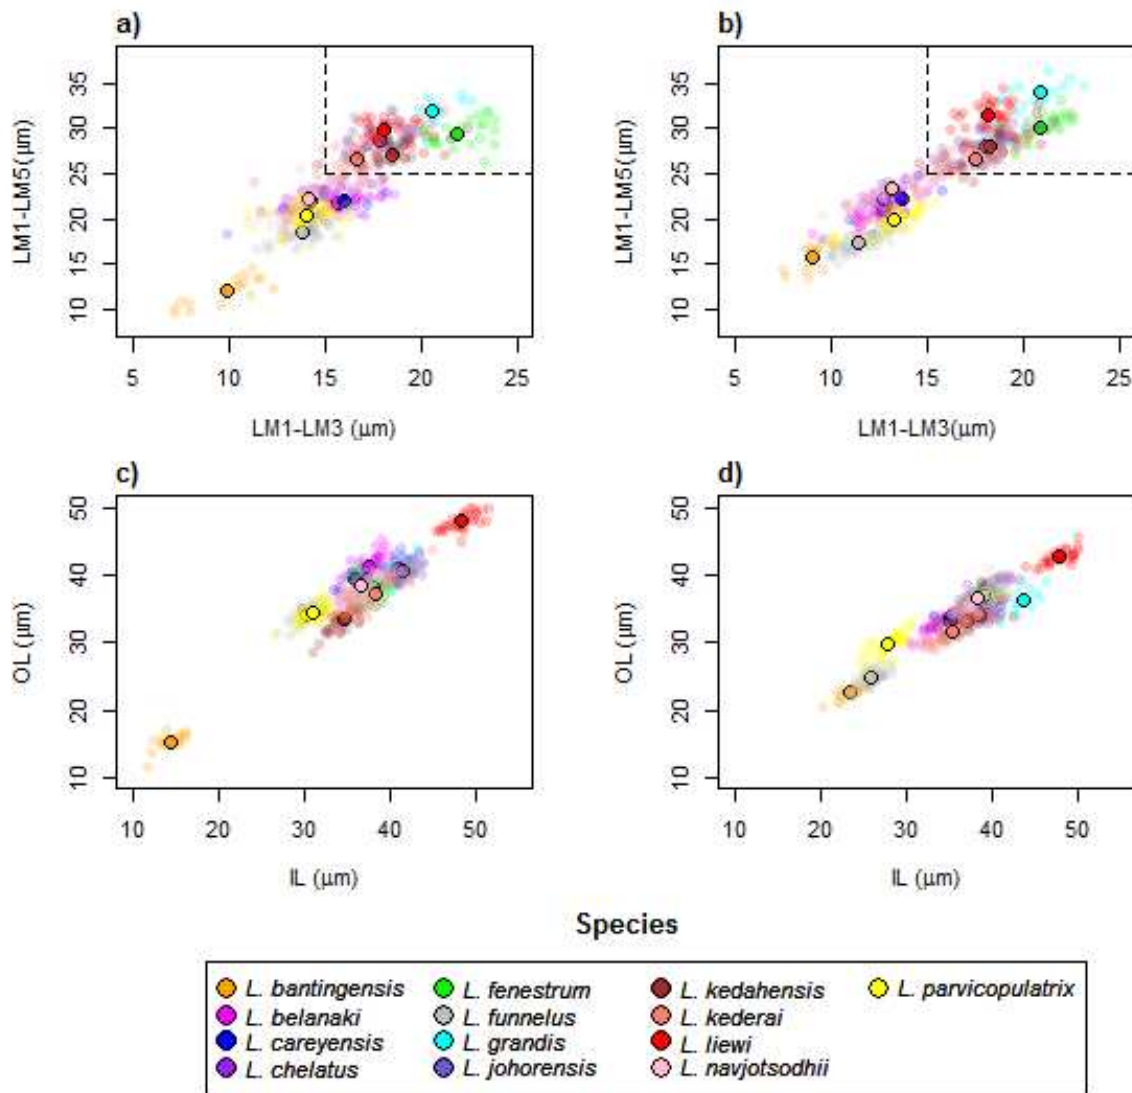 a)
b)
LM1-LM5(μm)
10 15 20 25 30 35
5 10 15 20 25
LM1-LM3 (μm)
LM1-LM5(μm)
10 15 20 25 30 35
5 10 15 20 25
LM1-LM3(μm)
c)
d)
OL (μm)
10 20 30 40 50
10 20 30 40 50
IL (μm)
OL (μm)
10 20 30 40 50
10 20 30 40 50
IL (μm)
Species
L. bantingensis
L. belanaki
L. careyensis
L. chelatus
L. fenestrum
L. funnelus
L. grandis
L. johorensis
L. kedahensis
L. kederai
L. liewi
L. navjotsodhii
L. parvicopulatrix